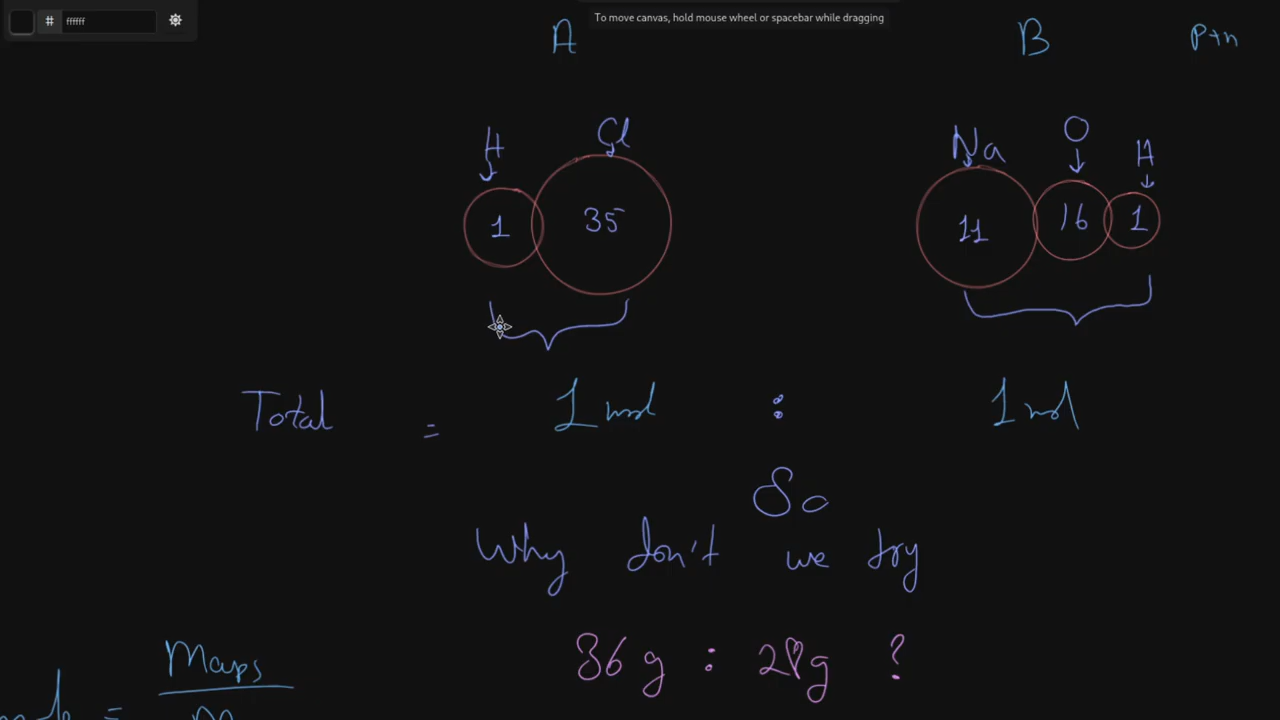 # ffffff
To move canvas, hold mouse wheel or spacebar while dragging
A B P+n
H Cl Na O H
1 35 11 16 1
Total = 1 mol : 1 mol
So
Why don't we try
36 g : 28 g ?
Mass
=